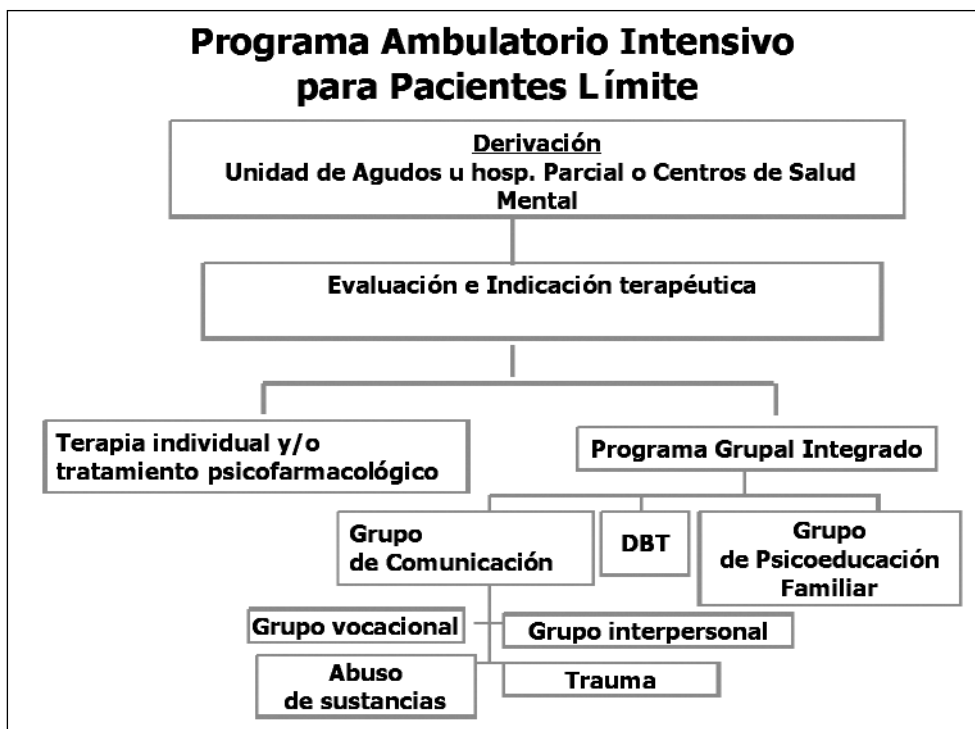 Programa Ambulatorio Intensivo
para Pacientes Límite
Derivación
Unidad de Agudos u hosp. Parcial o Centros de Salud
Mental
Evaluación e Indicación terapéutica
Terapia individual y/o
tratamiento psicofarmacológico
Programa Grupal Integrado
Grupo
de Comunicación
DBT
Grupo
de Psicoeducación
Familiar
Grupo vocacional
Grupo interpersonal
Abuso
de sustancias
Trauma